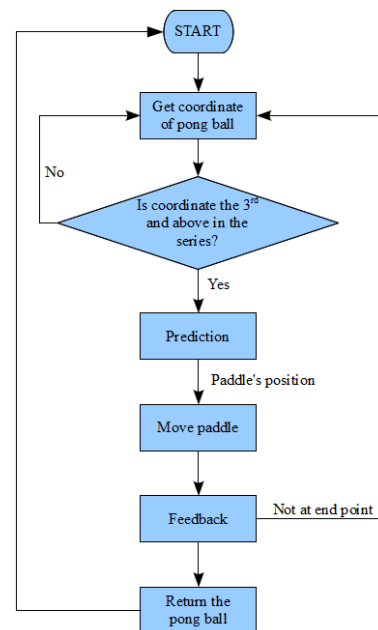 START
Get coordinate
of pong ball
No
Is coordinate the 3rd
and above in the
series?
Yes
Prediction
Paddle's position
Move paddle
Feedback
Not at end point
Return the
pong ball